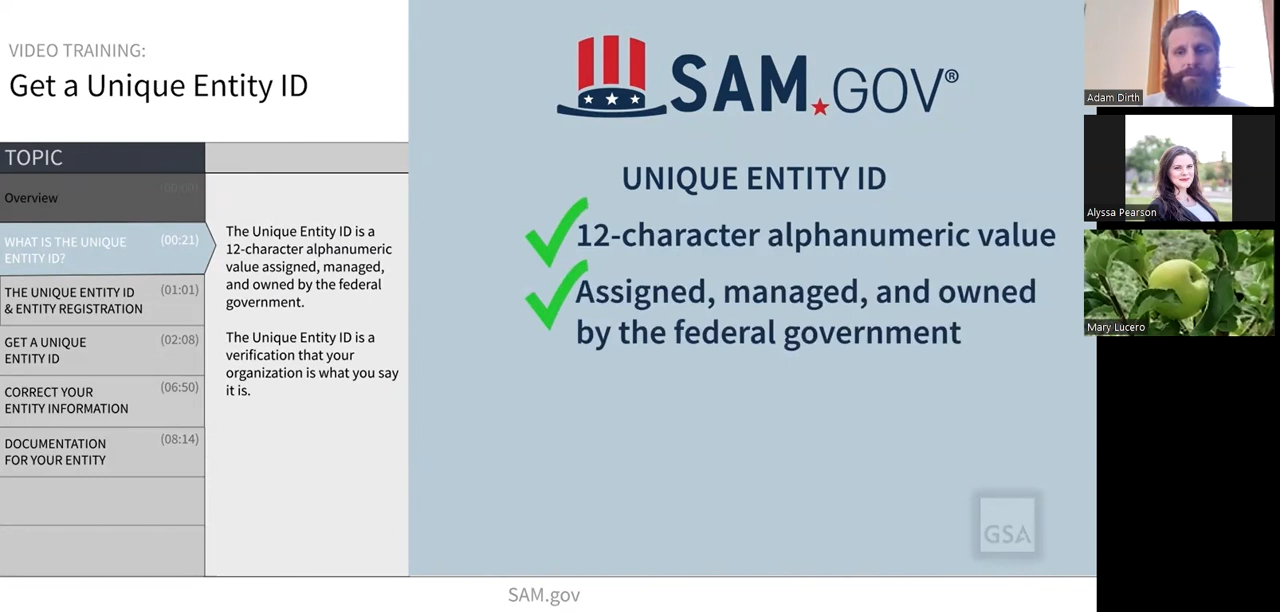 VIDEO TRAINING:
Get a Unique Entity ID
TOPIC
Overview (00:00)
WHAT IS THE UNIQUE (00:21)
ENTITY ID?
THE UNIQUE ENTITY ID (01:01)
& ENTITY REGISTRATION
GET A UNIQUE (02:08)
ENTITY ID
CORRECT YOUR (06:50)
ENTITY INFORMATION
DOCUMENTATION (08:14)
FOR YOUR ENTITY
The Unique Entity ID is a
12-character alphanumeric
value assigned, managed,
and owned by the federal
government.
The Unique Entity ID is a
verification that your
organization is what you say
it is.
SAM.GOV®
UNIQUE ENTITY ID
12-character alphanumeric value
Assigned, managed, and owned
by the federal government
GSA
SAM.gov
Adam Dirth
Alyssa Pearson
Mary Lucero